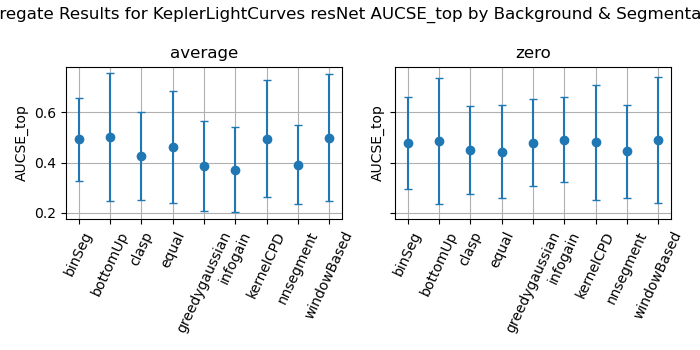 regate Results for KeplerLightCurves resNet AUCSE_top by Background & Segmenta
average
zero
AUCSE_top
0.6
0.4
0.2
binSeg
bottomUp
clasp
equal
greedygaussian
infogain
kernelCPD
nnsegment
windowBased
AUCSE_top
binSeg
bottomUp
clasp
equal
greedygaussian
infogain
kernelCPD
nnsegment
windowBased